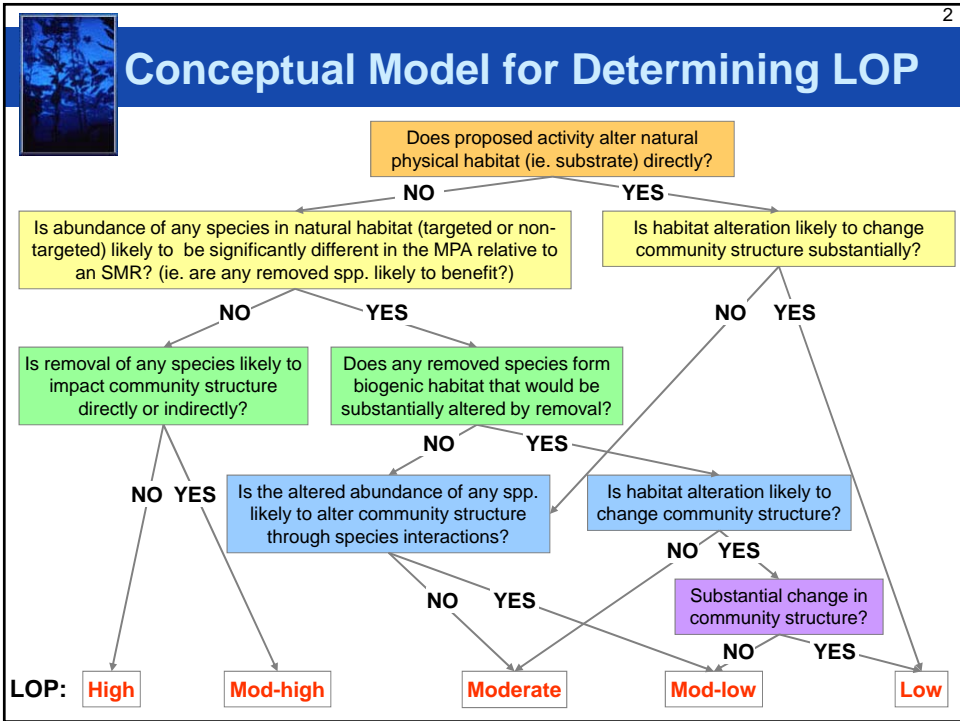 2
Conceptual Model for Determining LOP
Does proposed activity alter natural
physical habitat (ie. substrate) directly?
NO
YES
Is abundance of any species in natural habitat (targeted or non-
targeted) likely to be significantly different in the MPA relative to
an SMR? (ie. are any removed spp. likely to benefit?)
Is habitat alteration likely to change
community structure substantially?
NO
YES
NO
YES
Is removal of any species likely to
impact community structure
directly or indirectly?
Does any removed species form
biogenic habitat that would be
substantially altered by removal?
NO
YES
NO
YES
Is the altered abundance of any spp.
likely to alter community structure
through species interactions?
Is habitat alteration likely to
change community structure?
NO
YES
NO
YES
Substantial change in
community structure?
NO
YES
LOP:
High
Mod-high
Moderate
Mod-low
Low